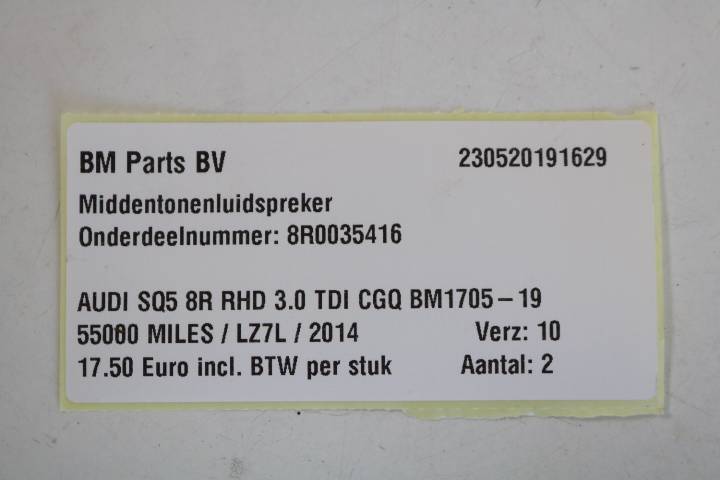 BM Parts BV 230520191629
Middentonenluidspreker
Onderdeelnummer: 8R0035416
AUDI SQ5 8R RHD 3.0 TDI CGQ BM1705-19
55000 MILES / LZ7L / 2014 Verz: 10
17.50 Euro incl. BTW per stuk Aantal: 2